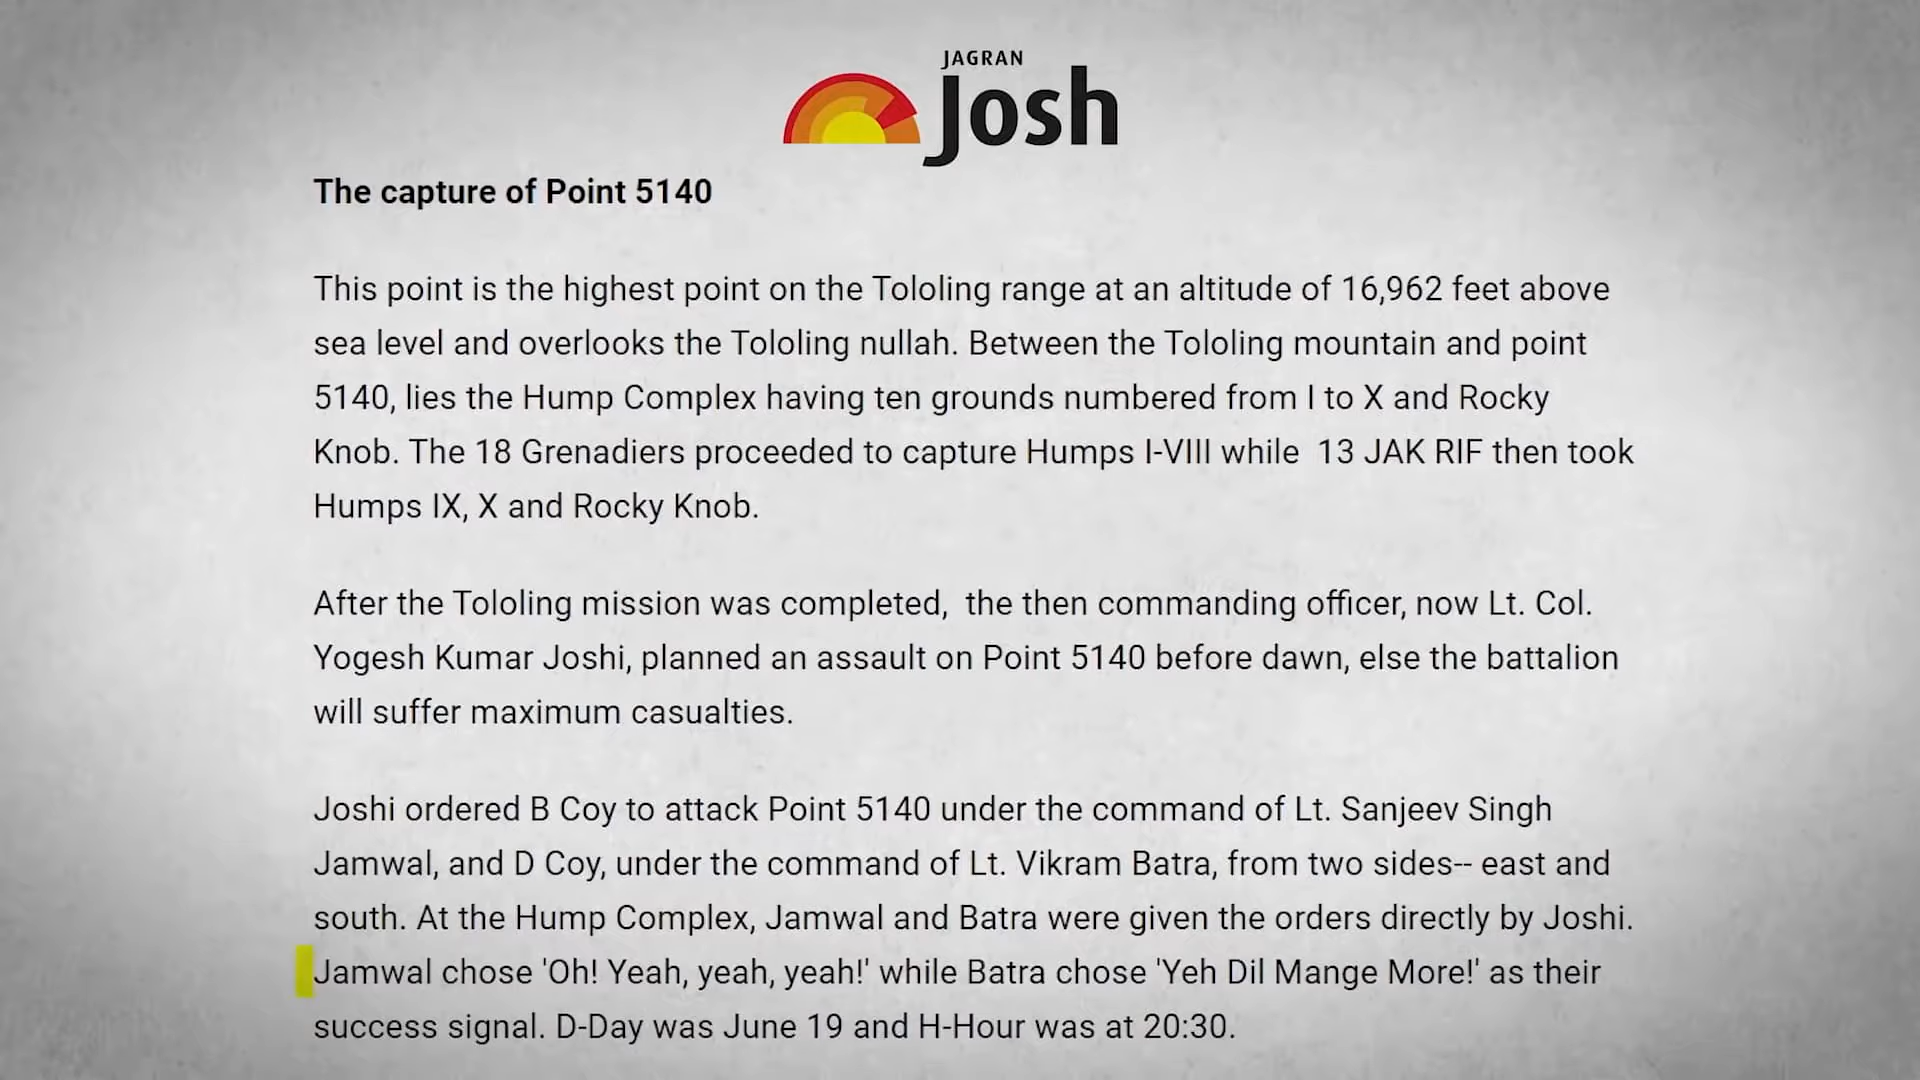 JAGRAN
Josh
The capture of Point 5140
This point is the highest point on the Tololing range at an altitude of 16,962 feet above
sea level and overlooks the Tololing nullah. Between the Tololing mountain and point
5140, lies the Hump Complex having ten grounds numbered from I to X and Rocky
Knob. The 18 Grenadiers proceeded to capture Humps I-VIII while  13 JAK RIF then took
Humps IX, X and Rocky Knob.
After the Tololing mission was completed,  the then commanding officer, now Lt. Col.
Yogesh Kumar Joshi, planned an assault on Point 5140 before dawn, else the battalion
will suffer maximum casualties.
Joshi ordered B Coy to attack Point 5140 under the command of Lt. Sanjeev Singh
Jamwal, and D Coy, under the command of Lt. Vikram Batra, from two sides-- east and
south. At the Hump Complex, Jamwal and Batra were given the orders directly by Joshi.
Jamwal chose 'Oh! Yeah, yeah, yeah!' while Batra chose 'Yeh Dil Mange More!' as their
success signal. D-Day was June 19 and H-Hour was at 20:30.